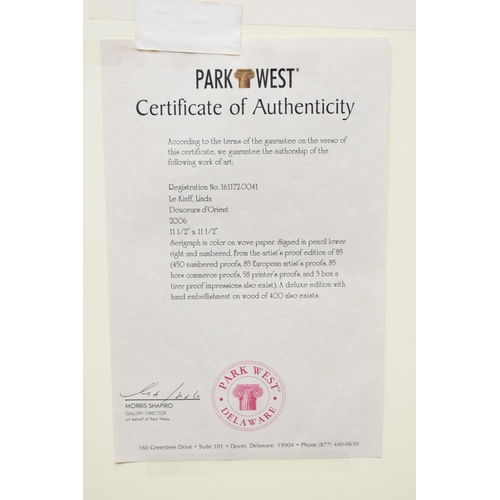 PARK WEST®
Certificate of Authenticity
According to the terms of the guarantee on the verso of
this certificate, we guarantee the authorship of the
following work of art:
Registration No. 161172.0041
Le Kinff, Linda
Douceurs d'Orient
2006
11 1/2" x 11 1/2"
Serigraph in color on wove paper. Signed in pencil lower
right and numbered. From the artist's proof edition of 85
(450 numbered proofs, 85 European artist's proofs, 85
hors commerce proofs, 58 printer's proofs, and 3 bon a
tirer proof impressions also exist). A deluxe edition with
hand embellishment on wood of 400 also exists.
MORRIS SHAPIRO
GALLERY DIRECTOR
on behalf of Park West
PARK WEST
DELAWARE
160 Greentree Drive • Suite 101 • Dover, Delaware 19904 • Phone (877) 440-0630